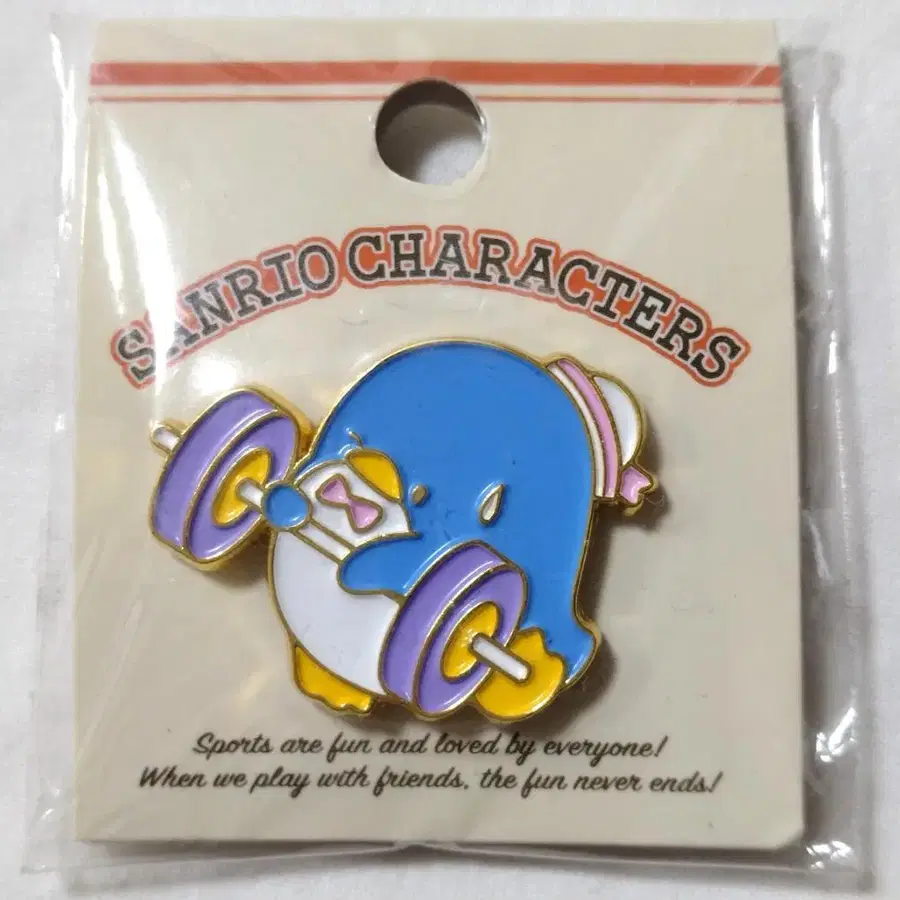 SANRIO CHARACTERS
Sports are fun and loved by everyone!
When we play with friends, the fun never ends!